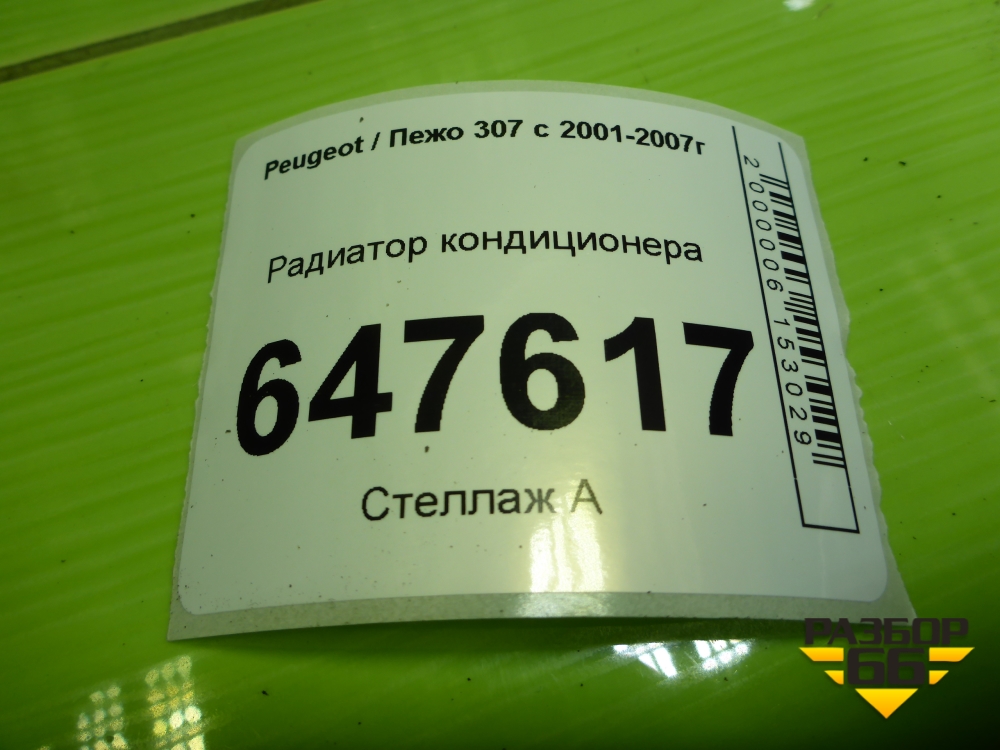 Peugeot / Пежо 307 с 2001-2007г
Радиатор кондиционера
647617
Стеллаж А
2000006153029
РАЗБОР
66